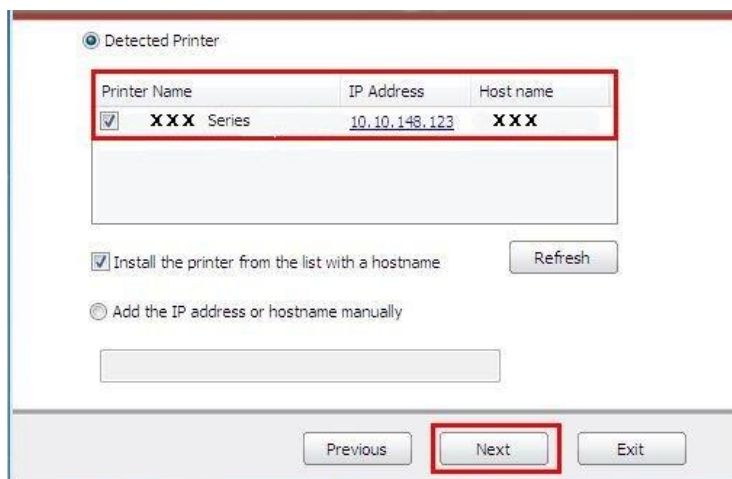 Detected Printer
Printer Name IP Address Host name
XXX Series 10.10.148.123 XXX
Install the printer from the list with a hostname Refresh
Add the IP address or hostname manually
Previous Next Exit